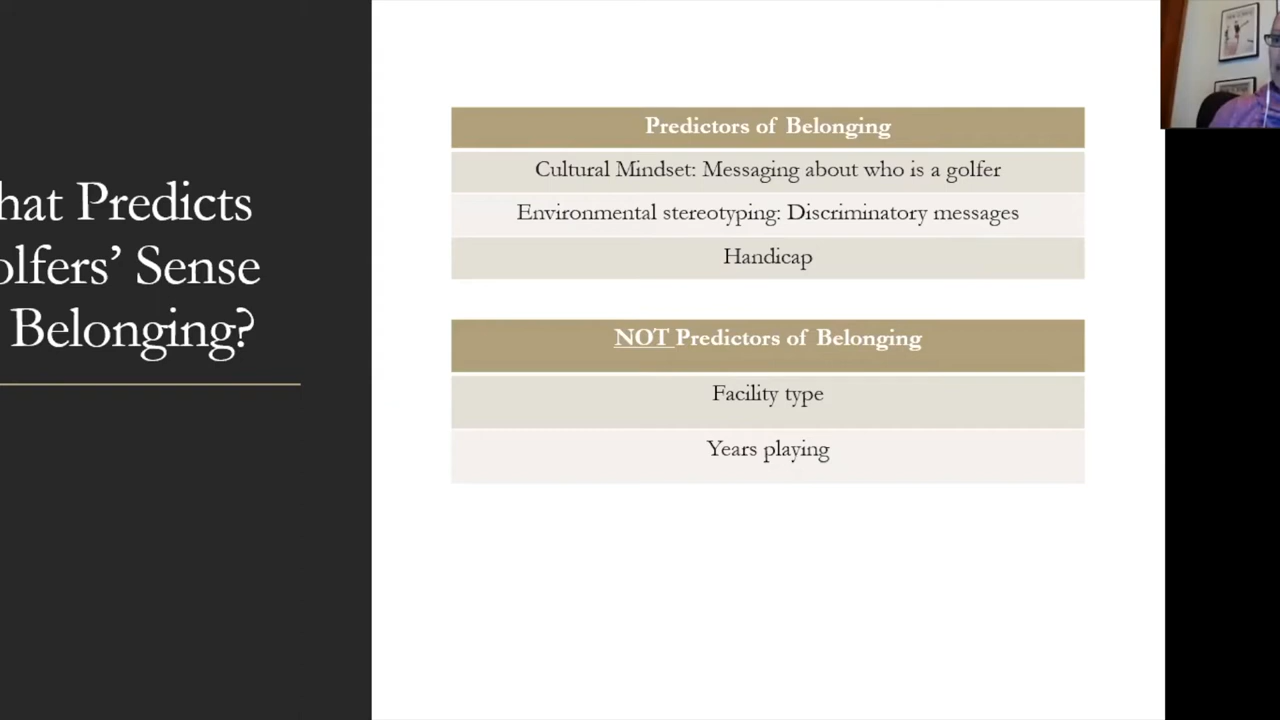 hat Predicts
olfers’ Sense
Belonging?
Predictors of Belonging
Cultural Mindset: Messaging about who is a golfer
Environmental stereotyping: Discriminatory messages
Handicap
NOT Predictors of Belonging
Facility type
Years playing